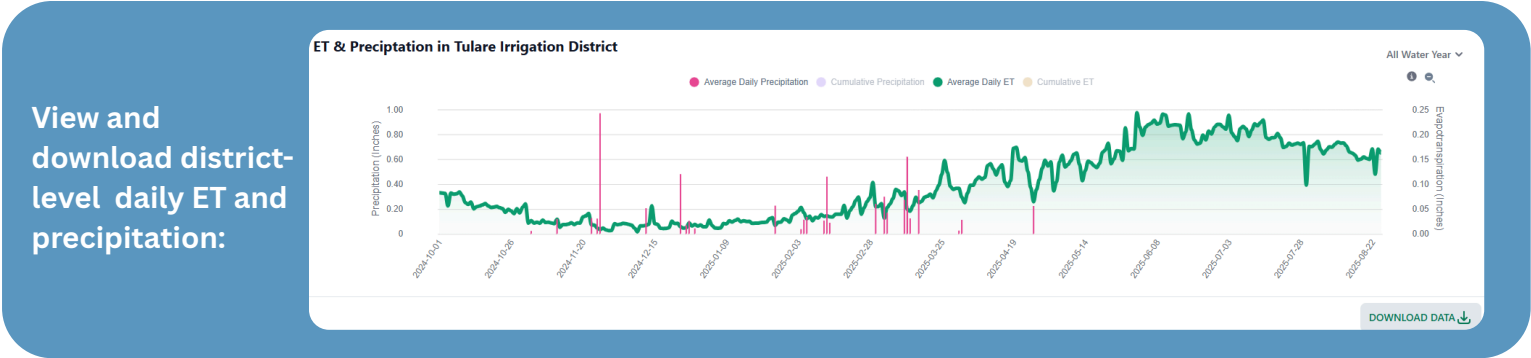 View and
download district-
level daily ET and
precipitation:
ET & Preciptation in Tulare Irrigation District
All Water Year
Average Daily Precipitation Cumulative Precipitation Average Daily ET Cumulative ET
Precipitation (Inches)
1.00
0.80
0.60
0.40
0.20
0
0.25
0.20
0.15
0.10
0.05
0.00
Evapotranspiration (Inches)
2024-10-01
2024-10-26
2024-11-20
2024-12-15
2025-01-09
2025-02-03
2025-02-28
2025-03-25
2025-04-19
2025-05-14
2025-06-08
2025-07-03
2025-07-28
2025-08-22
DOWNLOAD DATA